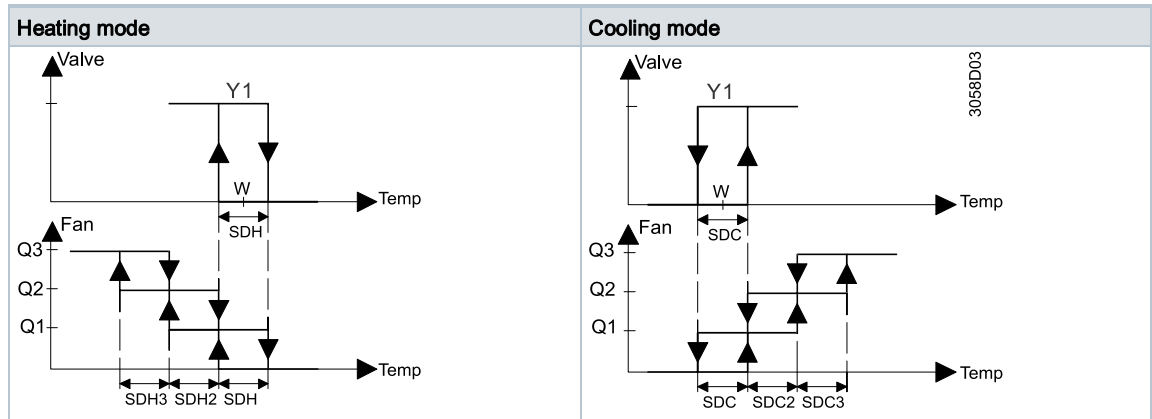 Heating mode
Cooling mode
Valve
Y1
W
Temp
SDH
Fan
Q3
Q2
Q1
Temp
SDH3 SDH2 SDH
Valve
Y1
3058D03
W
Temp
SDC
Fan
Q3
Q2
Q1
Temp
SDC SDC2 SDC3